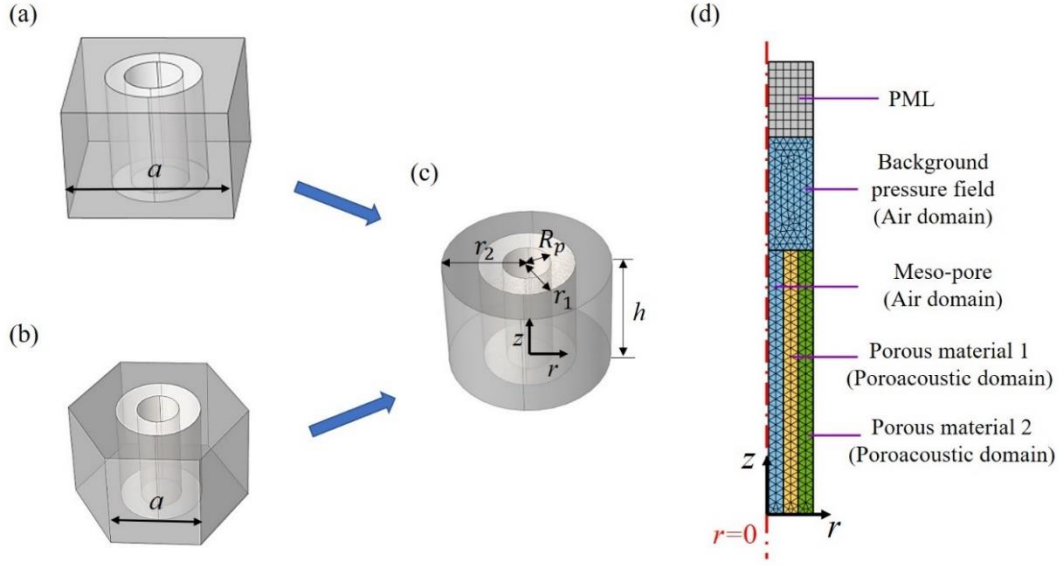 (a)
a
(b)
a
(c)
r₂
Rₚ
r₁
h
z
r
(d)
PML
Background
pressure field
(Air domain)
Meso-pore
(Air domain)
Porous material 1
(Poroacoustic domain)
Porous material 2
(Poroacoustic domain)
z
r
r=0